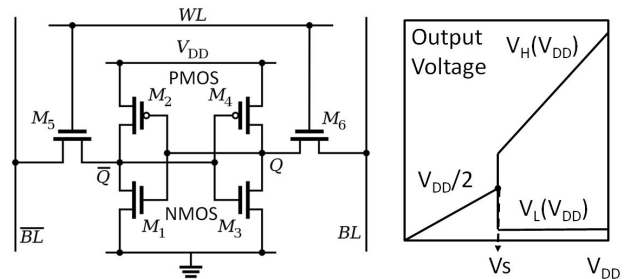 WL
V_DD
PMOS
M_2
M_4
M_5
M_6
Q̅
Q
NMOS
M_1
M_3
B̅L̅
BL
Output
Voltage
V_H(V_DD)
V_DD/2
V_L(V_DD)
Vs
V_DD